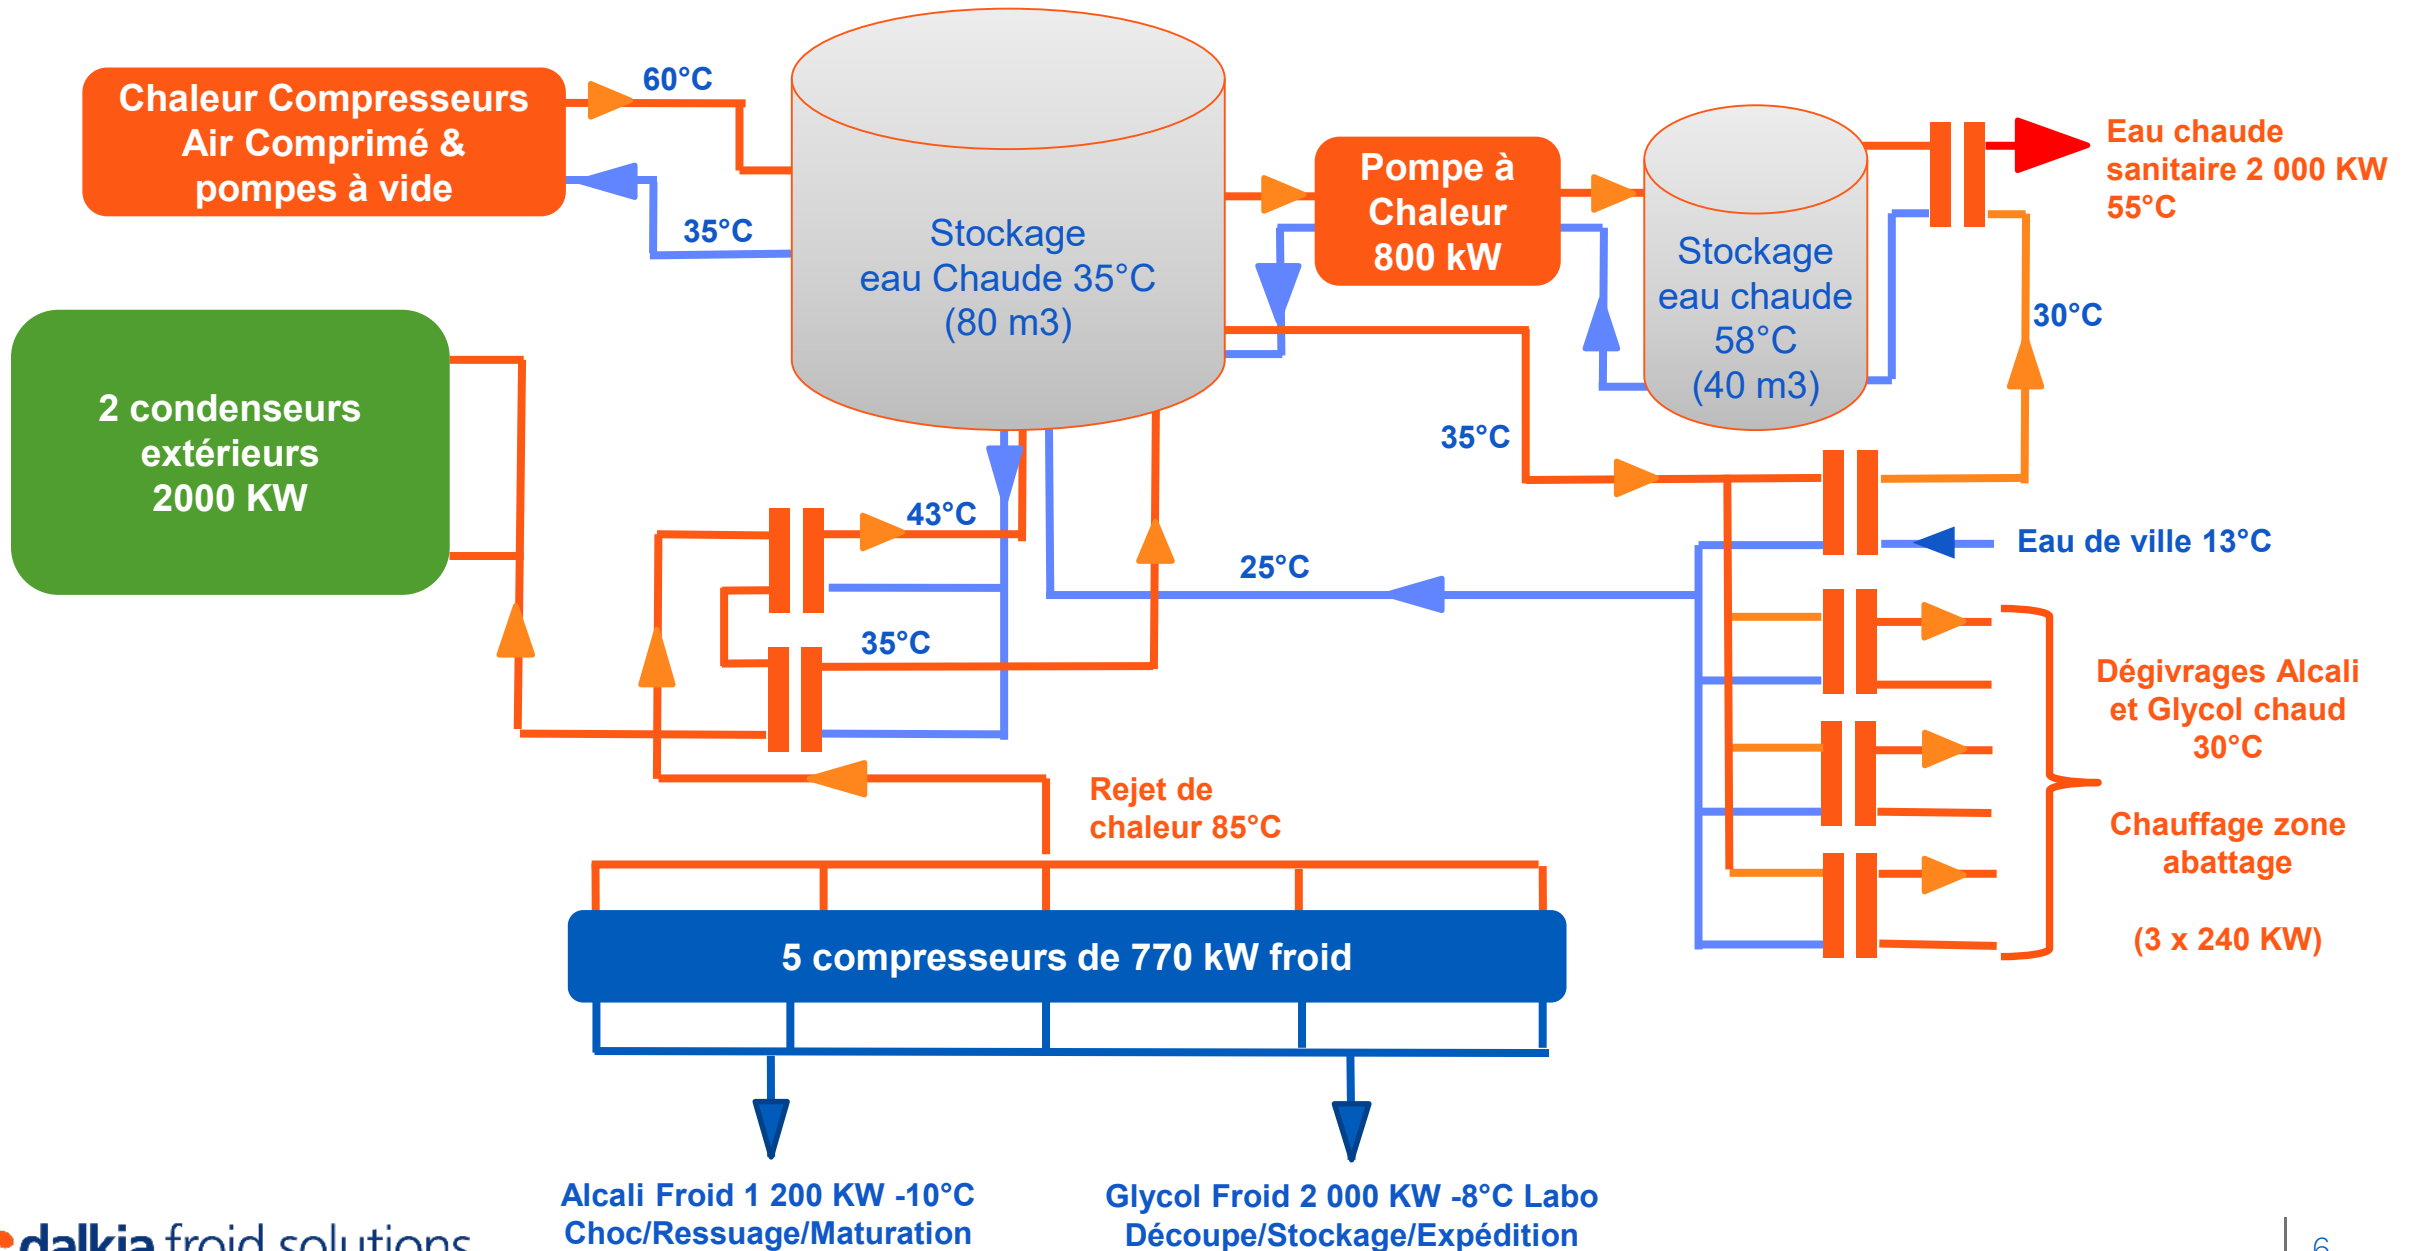 60°C
Chaleur Compresseurs
Air Comprimé &
pompes à vide
35°C
Stockage
eau Chaude 35°C
(80 m3)
Pompe à
Chaleur
800 kW
Stockage
eau chaude
58°C
(40 m3)
Eau chaude
sanitaire 2 000 KW
55°C
30°C
2 condenseurs
extérieurs
2000 KW
35°C
43°C
25°C
35°C
Eau de ville 13°C
Dégivrages Alcali
et Glycol chaud
30°C
Chauffage zone
abattage
(3 x 240 KW)
Rejet de
chaleur 85°C
5 compresseurs de 770 kW froid
Alcali Froid 1 200 KW -10°C
Choc/Ressuage/Maturation
Glycol Froid 2 000 KW -8°C Labo
Découpe/Stockage/Expédition
dalkia froid solutions
6